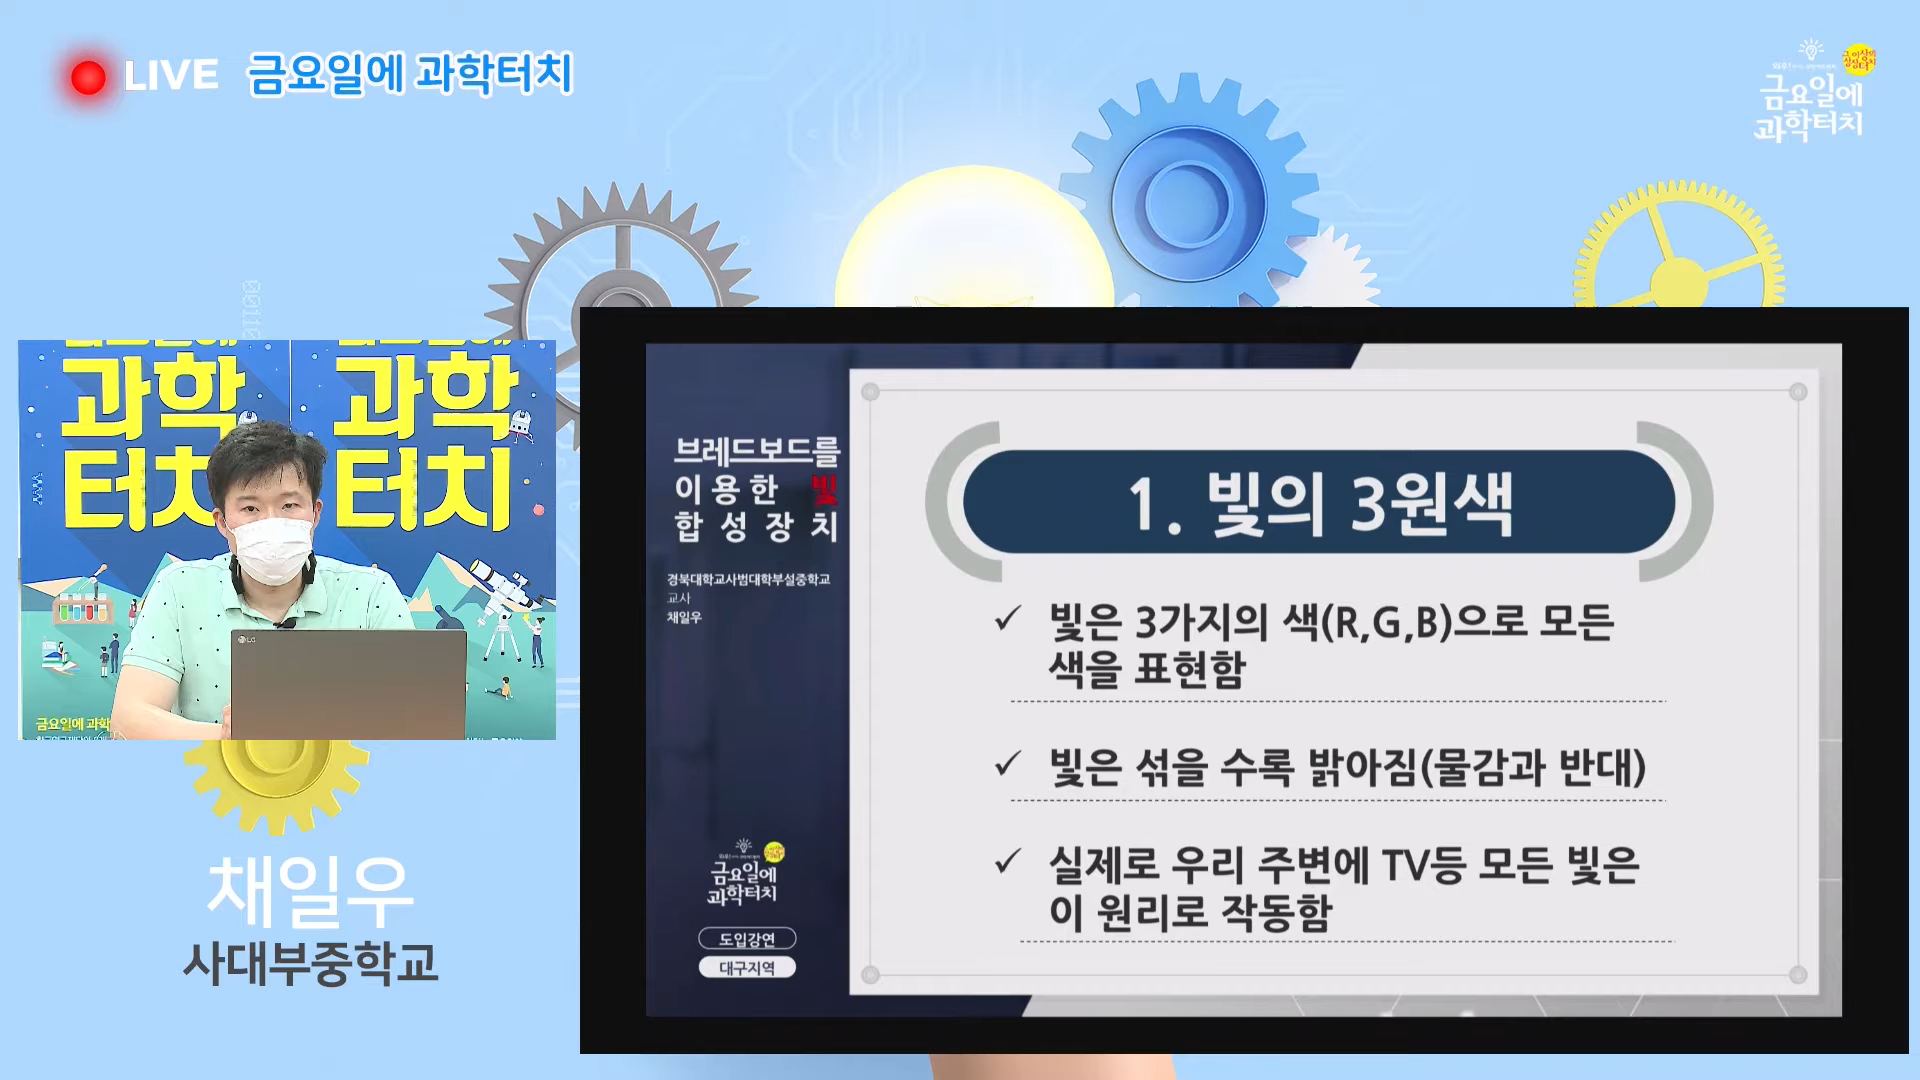 LIVE 금요일에 과학터치
금요일에
과학터치
과학
터치
과학
터치
금요일에 과학
LG
채일우
사대부중학교
브레드보드를
이용한 빛
합성장치
경북대학교사범대학부설중학교
교사
채일우
금요일에
과학터치
도입강연
대구지역
1. 빛의 3원색
✓ 빛은 3가지의 색(R,G,B)으로 모든
색을 표현함
✓ 빛은 섞을 수록 밝아짐(물감과 반대)
✓ 실제로 우리 주변에 TV등 모든 빛은
이 원리로 작동함